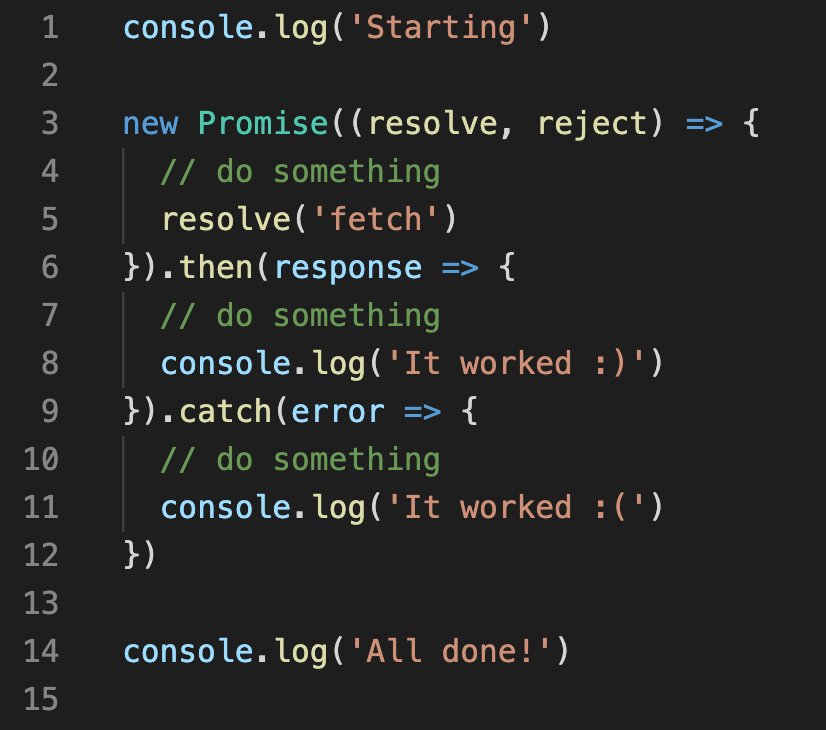 1 console.log('Starting')
2
3 new Promise((resolve, reject) => {
4 // do something
5 resolve('fetch')
6 }).then(response => {
7 // do something
8 console.log('It worked :)')
9 }).catch(error => {
10 // do something
11 console.log('It worked :(')
12 })
13
14 console.log('All done!')
15